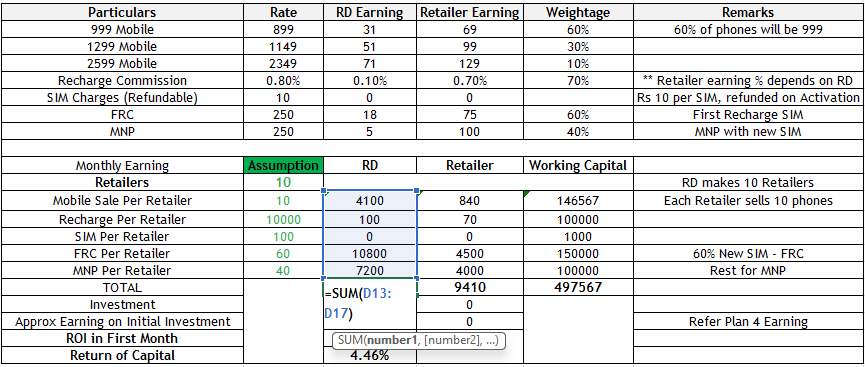 Particulars Rate RD Earning Retailer Earning Weightage Remarks
999 Mobile 899 31 69 60% 60% of phones will be 999
1299 Mobile 1149 51 99 30%
2599 Mobile 2349 71 129 10%
Recharge Commission 0.80% 0.10% 0.70% 70% ** Retailer earning % depends on RD
SIM Charges (Refundable) 10 0 0 Rs 10 per SIM, refunded on Activation
FRC 250 18 75 60% First Recharge SIM
MNP 250 5 100 40% MNP with new SIM
Monthly Earning Assumption RD Retailer Working Capital
Retailers 10 RD makes 10 Retailers
Mobile Sale Per Retailer 10 4100 840 146567 Each Retailer sells 10 phones
Recharge Per Retailer 10000 100 70 100000
SIM Per Retailer 100 0 0 1000
FRC Per Retailer 60 10800 4500 150000 60% New SIM - FRC
MNP Per Retailer 40 7200 4000 100000 Rest for MNP
TOTAL =SUM(D13: 9410 497567
Investment D17) 0
Approx Earning on Initial Investment 0 Refer Plan 4 Earning
ROI in First Month SUM(number1, [number2], ...)
Return of Capital 4.46%